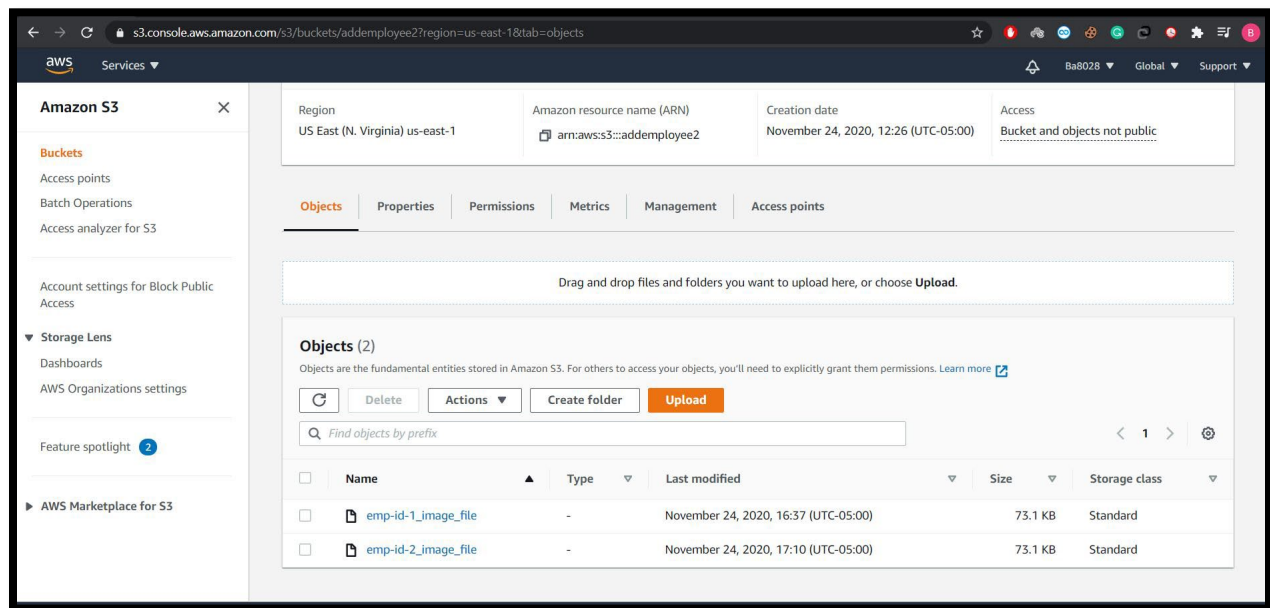 s3.console.aws.amazon.com/s3/buckets/addemployee2?region=us-east-1&tab=objects
B
aws Services ▼ Ba8028 ▼ Global ▼ Support ▼
Amazon S3
Buckets
Access points
Batch Operations
Access analyzer for S3
Account settings for Block Public
Access
Storage Lens
Dashboards
AWS Organizations settings
Feature spotlight 2
AWS Marketplace for S3
Region
US East (N. Virginia) us-east-1
Amazon resource name (ARN)
arn:aws:s3:::addemployee2
Creation date
November 24, 2020, 12:26 (UTC-05:00)
Access
Bucket and objects not public
Objects Properties Permissions Metrics Management Access points
Drag and drop files and folders you want to upload here, or choose Upload.
Objects (2)
Objects are the fundamental entities stored in Amazon S3. For others to access your objects, you'll need to explicitly grant them permissions. Learn more
Delete Actions ▼ Create folder Upload
Find objects by prefix < 1 >
Name ▲ Type Last modified Size Storage class
emp-id-1_image_file - November 24, 2020, 16:37 (UTC-05:00) 73.1 KB Standard
emp-id-2_image_file - November 24, 2020, 17:10 (UTC-05:00) 73.1 KB Standard